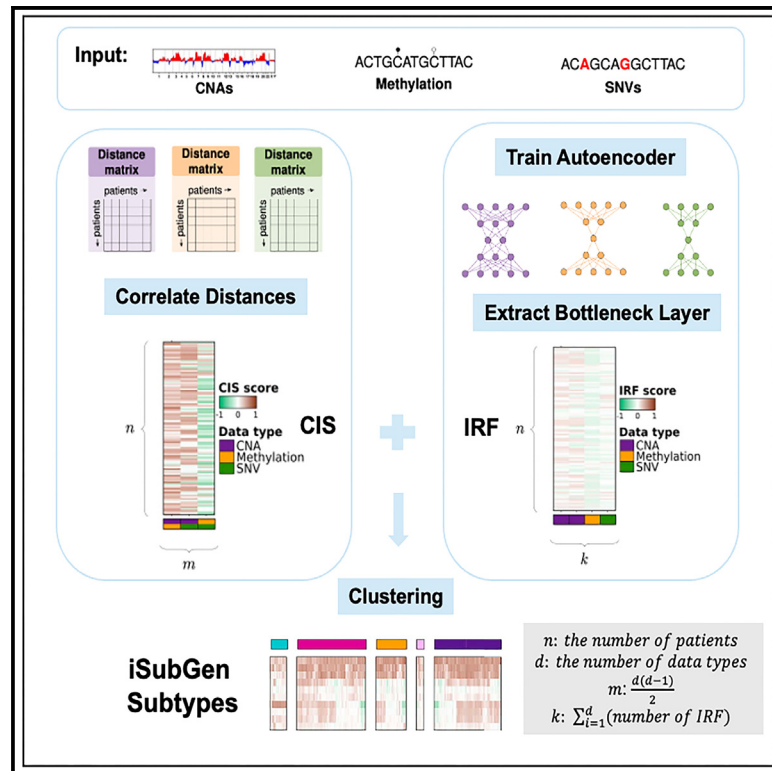 Input:
CNAs
ACTGCATGCTTAC
Methylation
ACAGCAGGCTTAC
SNVs
Distance
matrix
patients →
← patients
Distance
matrix
patients →
← patients
Distance
matrix
patients →
← patients
Correlate Distances
n
CIS score
-1 0 1
Data type
CNA
Methylation
SNV
m
CIS
Train Autoencoder
Extract Bottleneck Layer
IRF
n
IRF score
-1 0 1
Data type
CNA
Methylation
SNV
k
Clustering
iSubGen
Subtypes
n: the number of patients
d: the number of data types
m: d(d-1)/2
k: ∑ᵢ₌₁ᵈ(number of IRF)